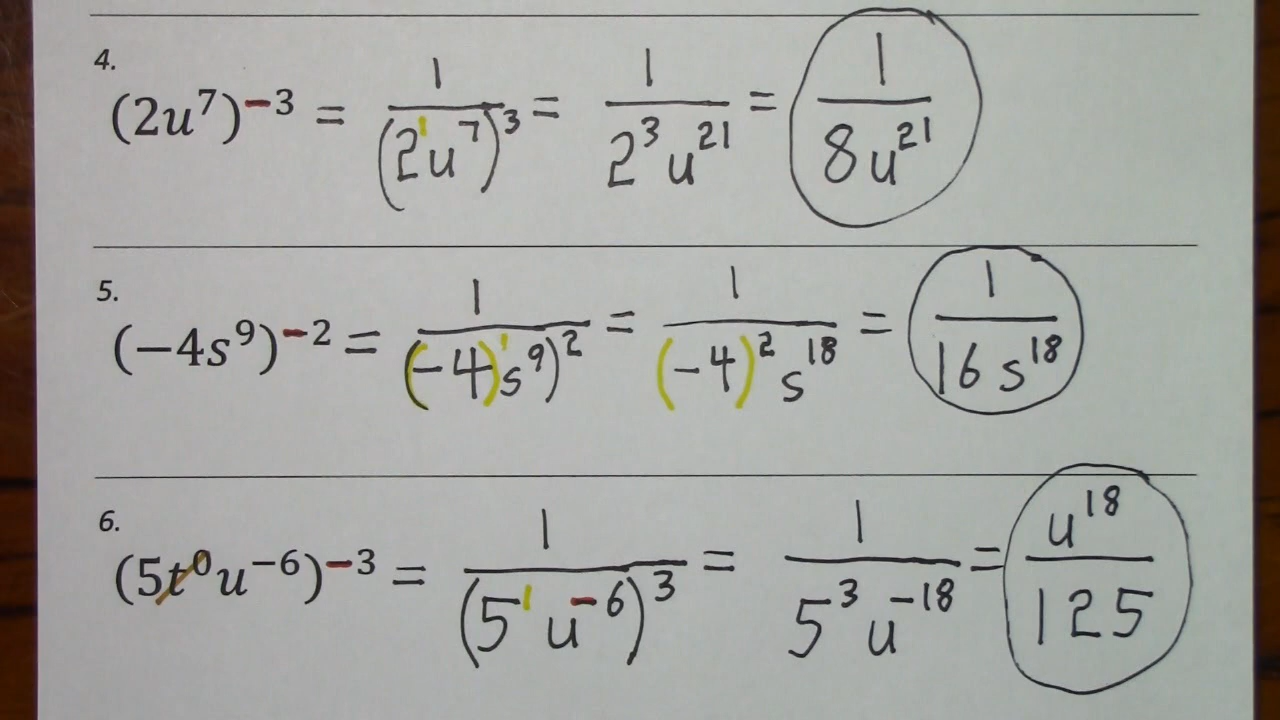 4.
(2u⁷)⁻³ = 1/(2¹u⁷)³ = 1/2³u²¹ = 1/8u²¹
5.
(−4s⁹)⁻² = 1/((−4)¹s⁹)² = 1/(−4)²s¹⁸ = 1/16s¹⁸
6.
(5t⁰u⁻⁶)⁻³ = 1/(5¹u⁻⁶)³ = 1/5³u⁻¹⁸ = u¹⁸/125